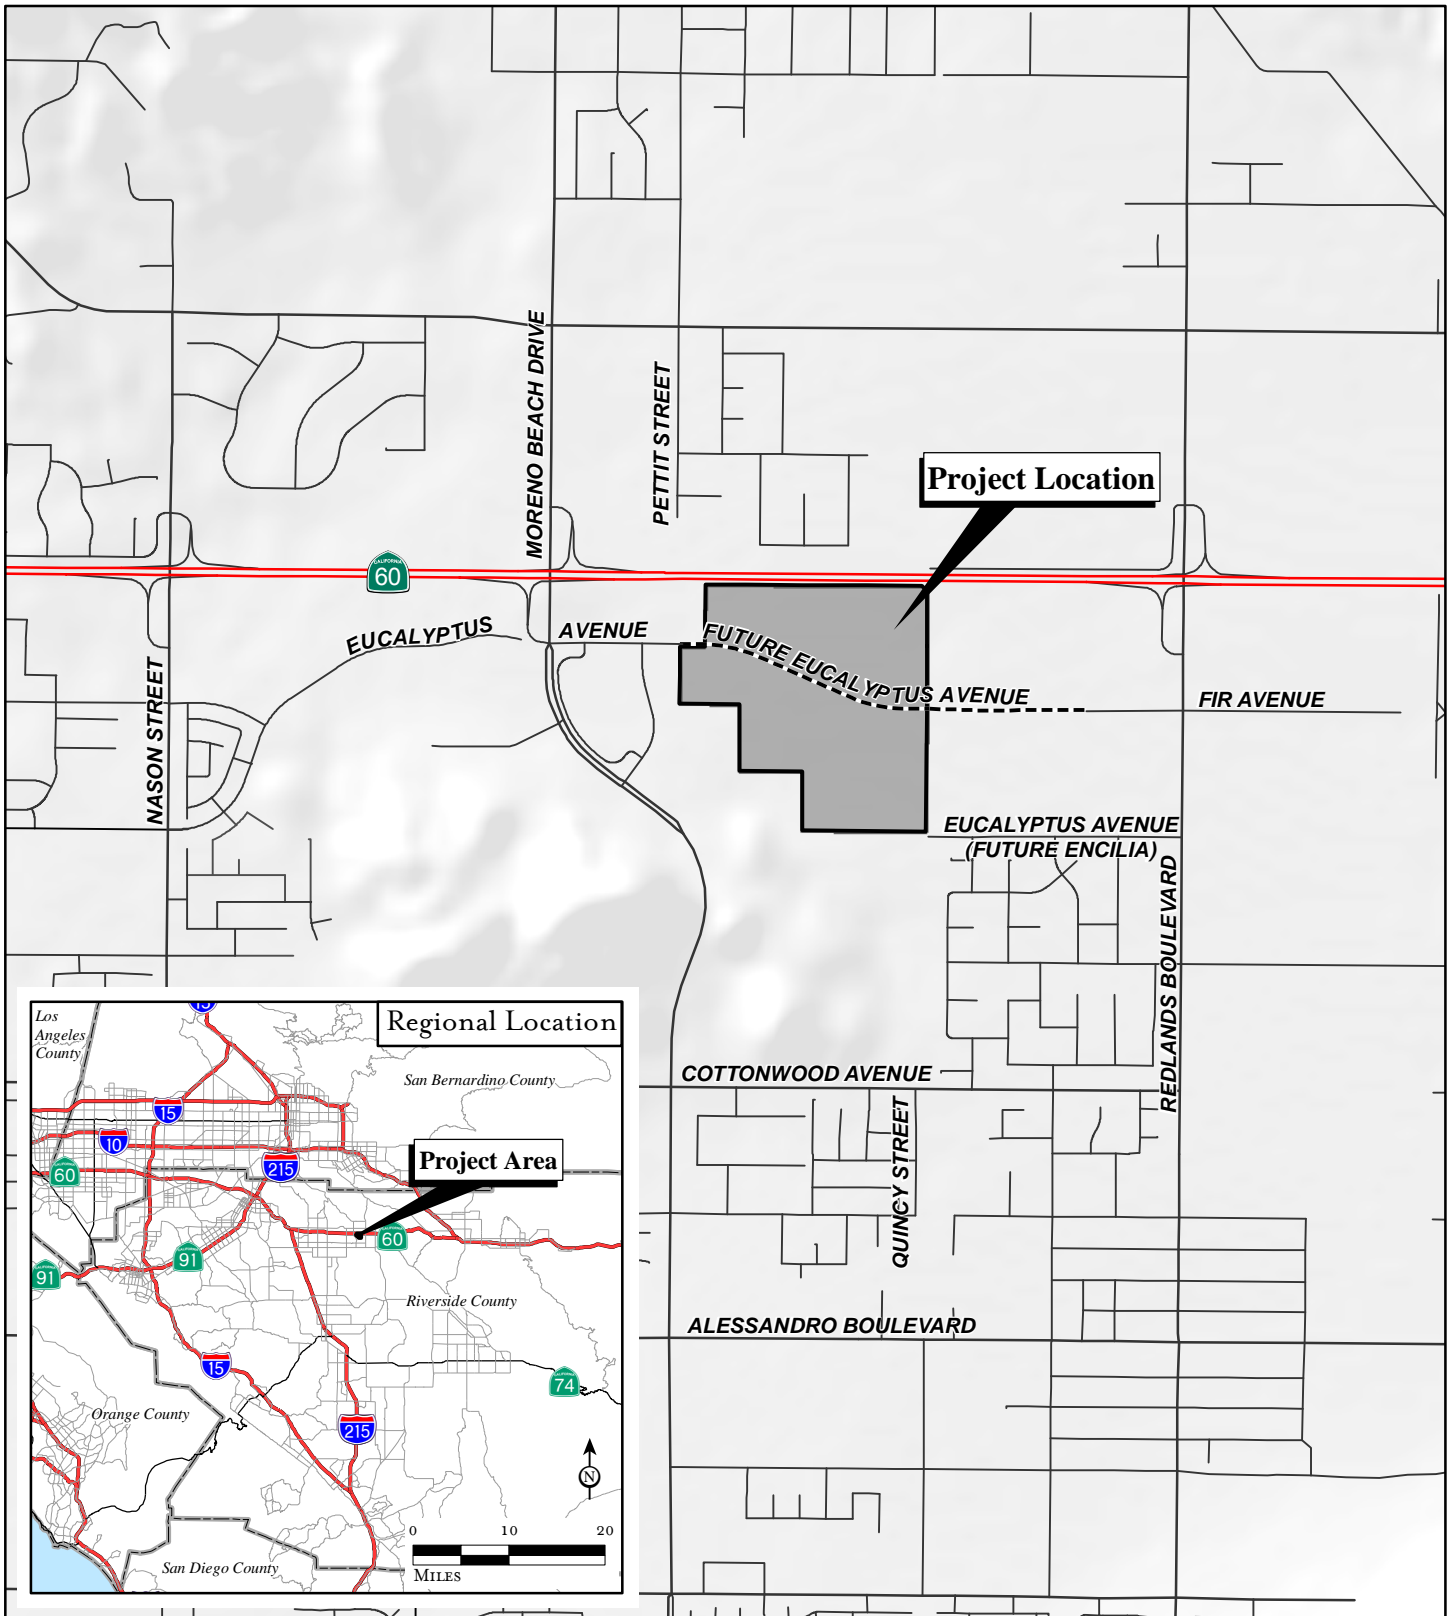 MORENO BEACH DRIVE
PETTIT STREET
Project Location
CALIFORNIA
60
EUCALYPTUS
AVENUE
FUTURE EUCALYPTUS AVENUE
FIR AVENUE
NASON STREET
EUCALYPTUS AVENUE
(FUTURE ENCILIA)
REDLANDS BOULEVARD
COTTONWOOD AVENUE
QUINCY STREET
ALESSANDRO BOULEVARD
Regional Location
Los
Angeles
County
San Bernardino County
15
15
10
60
215
Project Area
60
91
91
Riverside County
15
74
Orange County
215
N
0 10 20
MILES
San Diego County